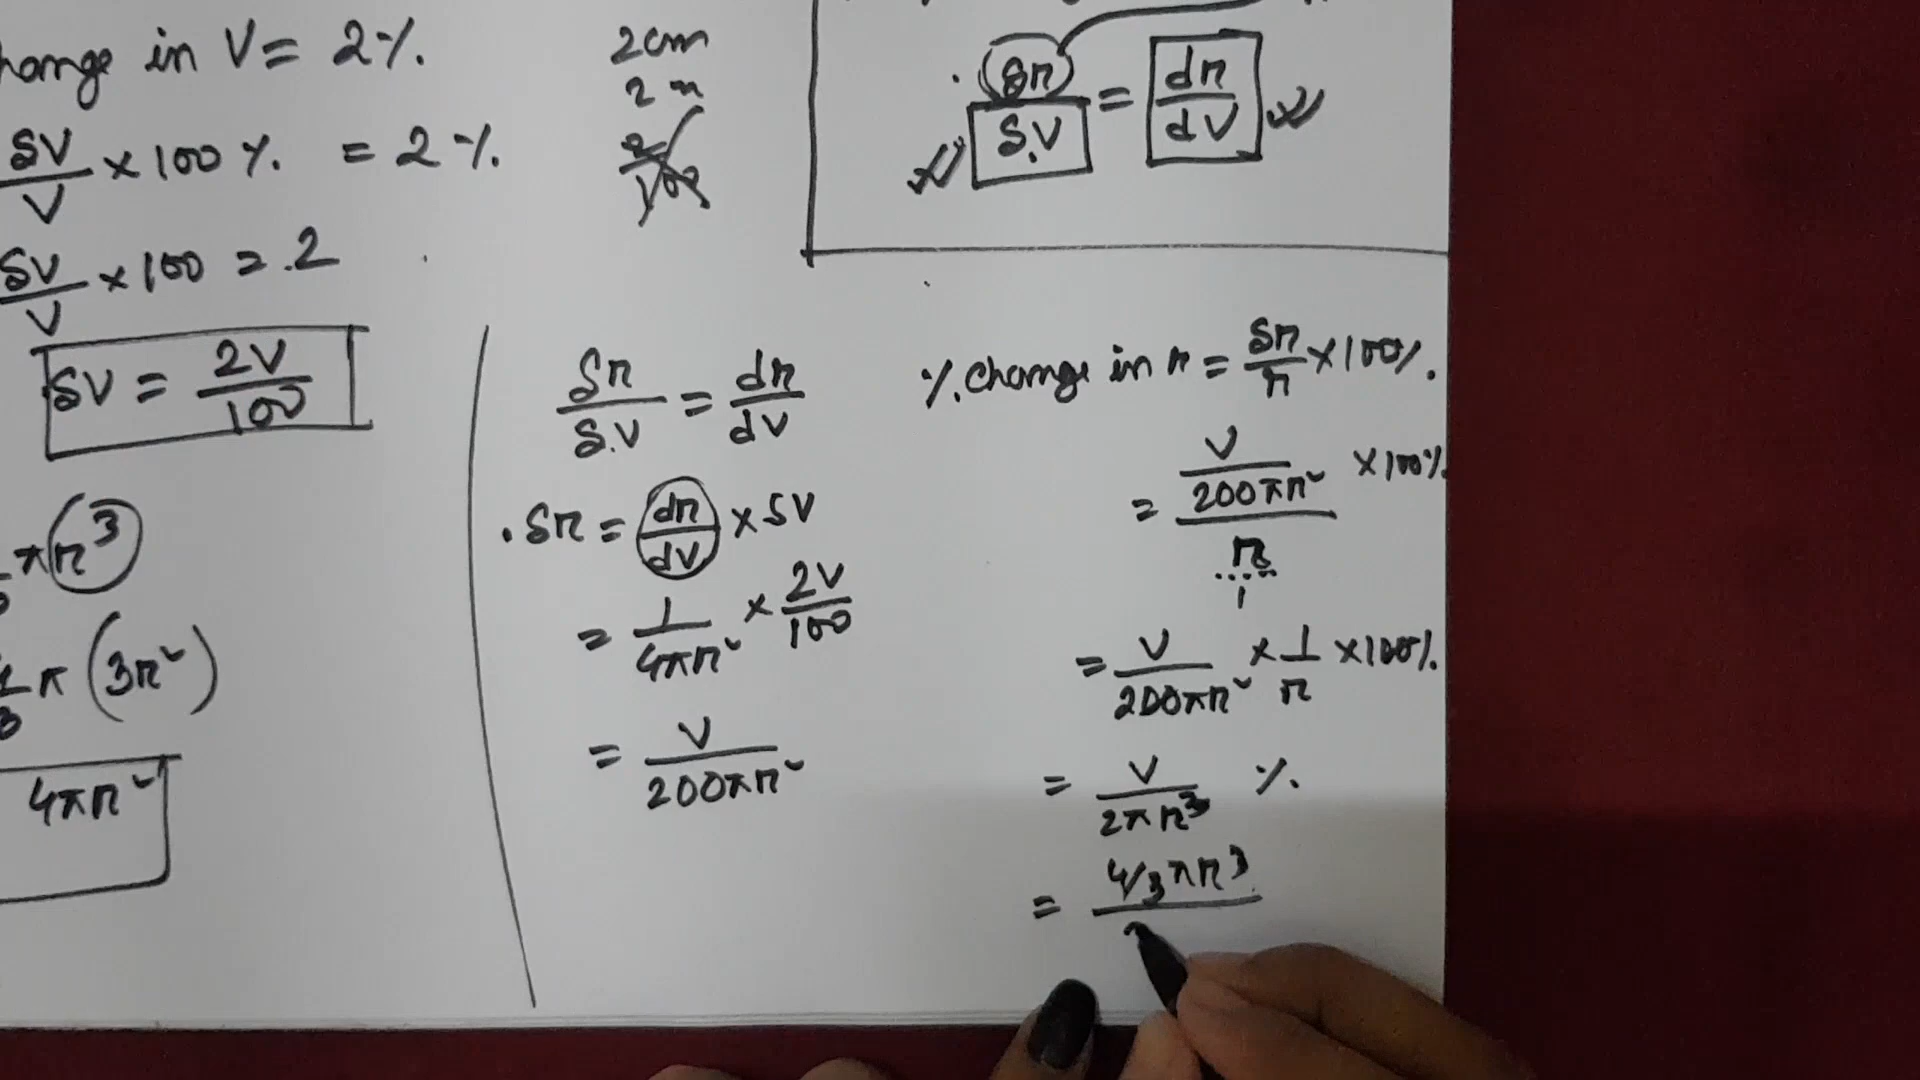 hange in V = 2%.
δV/V × 100%. = 2%.
δV/V × 100 = .2
δV = 2V/100
πr³
π(3r²)
4πr²
2cm
2m
δr/δV = dr/dV
δr/δV = dr/dV
. δr = dr/dV × δV
= 1/4πr² × 2V/100
= V/200πr²
%. change in r = δr/r × 100%.
= V/200πr² / r × 100%.
= V/200πr² × 1/r × 100%.
= V/2πr³ %.
= 4/3πr³